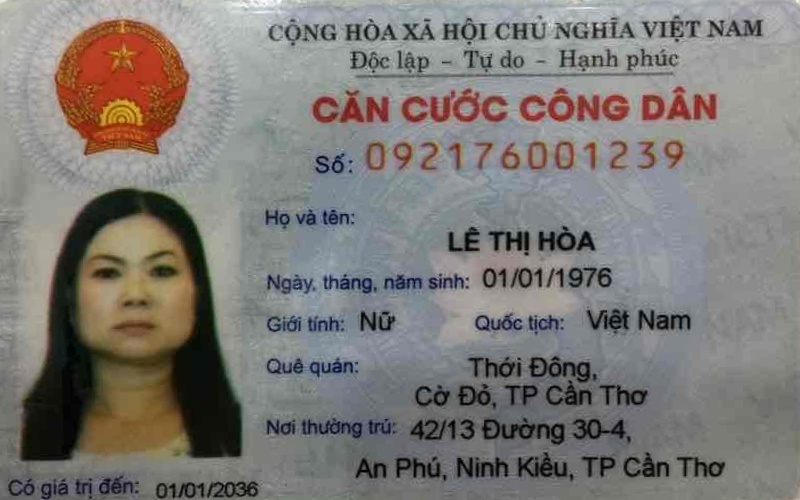 CỘNG HÒA XÃ HỘI CHỦ NGHĨA VIỆT NAM
Độc lập - Tự do - Hạnh phúc
CĂN CƯỚC CÔNG DÂN
Số: 092176001239
Họ và tên:
LÊ THỊ HÒA
Ngày, tháng, năm sinh: 01/01/1976
Giới tính: Nữ Quốc tịch: Việt Nam
Quê quán: Thới Đông,
Cờ Đỏ, TP Cần Thơ
Nơi thường trú: 42/13 Đường 30-4,
An Phú, Ninh Kiều, TP Cần Thơ
Có giá trị đến: 01/01/2036